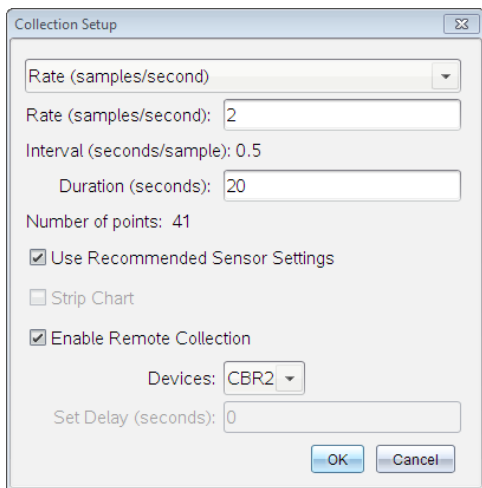 Collection Setup
Rate (samples/second)
Rate (samples/second): 2
Interval (seconds/sample): 0.5
Duration (seconds): 20
Number of points: 41
Use Recommended Sensor Settings
Strip Chart
Enable Remote Collection
Devices: CBR2
Set Delay (seconds): 0
OK Cancel